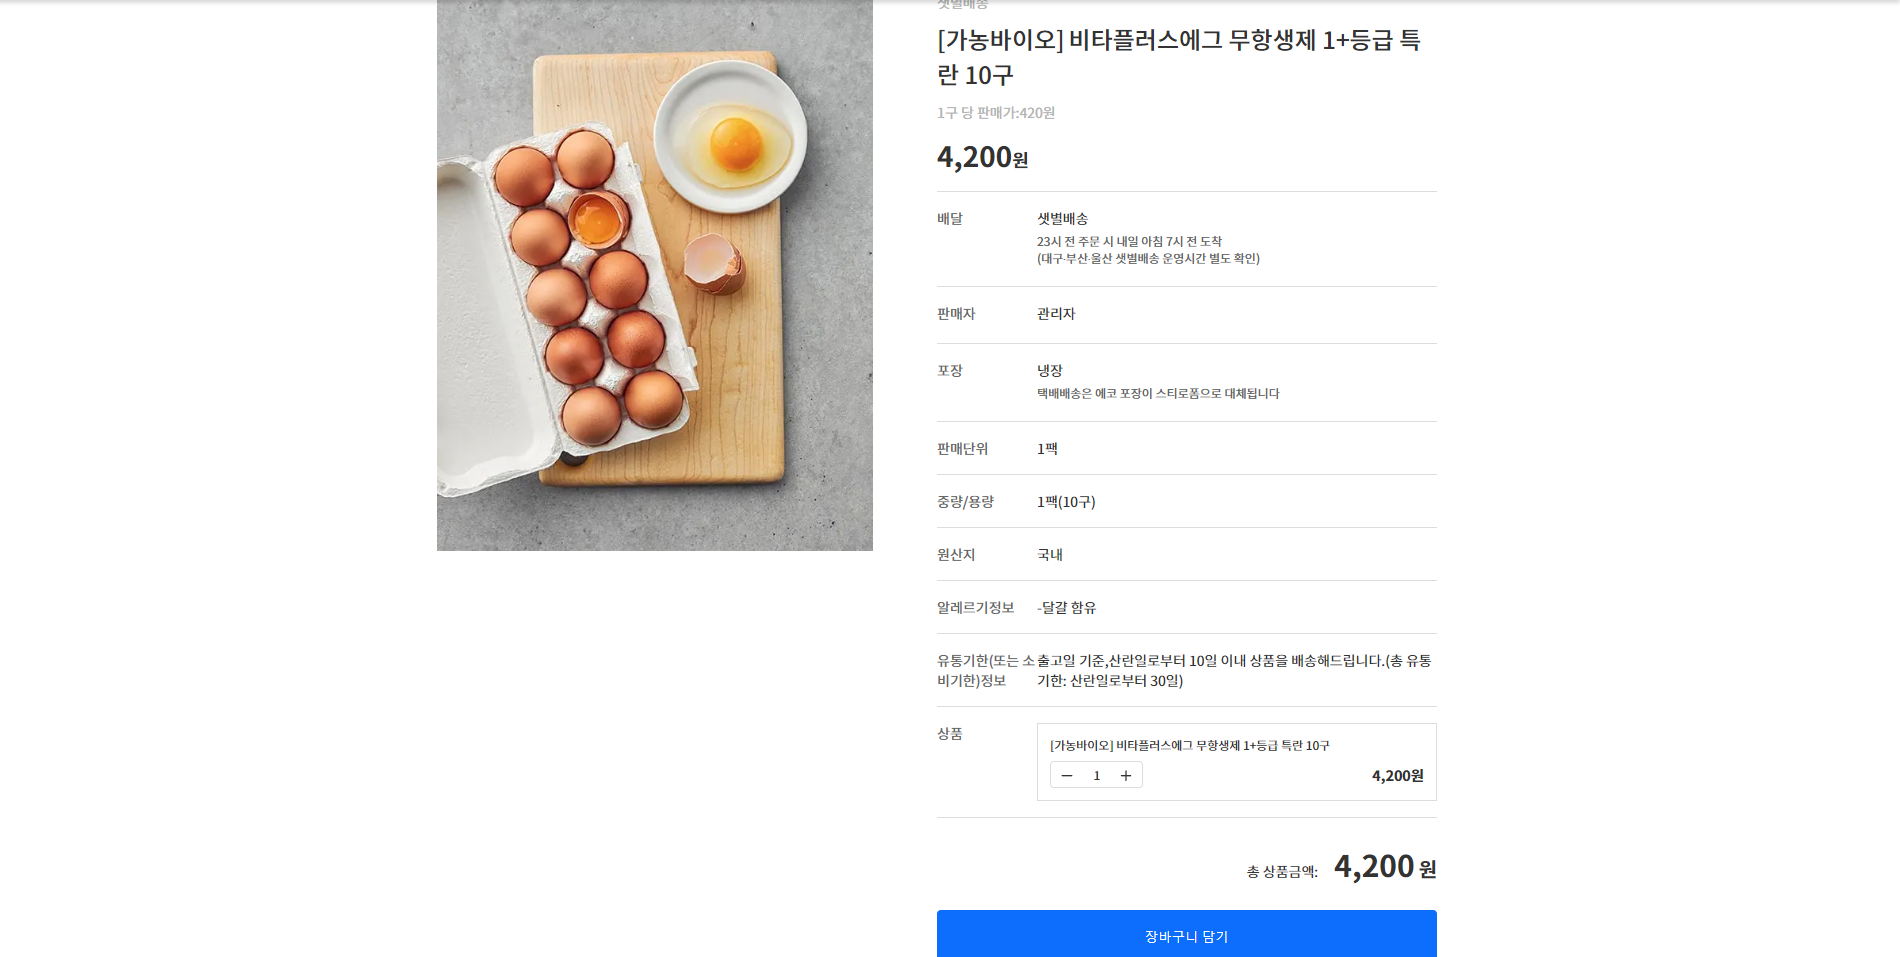 샛별배송
[가농바이오] 비타플러스에그 무항생제 1+등급 특
란 10구
1구 당 판매가:420원
4,200원
배달
샛별배송
23시 전 주문 시 내일 아침 7시 전 도착
(대구·부산·울산 샛별배송 운영시간 별도 확인)
판매자
관리자
포장
냉장
택배배송은 에코 포장이 스티로폼으로 대체됩니다
판매단위
1팩
중량/용량
1팩(10구)
원산지
국내
알레르기정보
-달걀 함유
유통기한(또는 소
비기한)정보
출고일 기준,산란일로부터 10일 이내 상품을 배송해드립니다.(총 유통
기한: 산란일로부터 30일)
상품
[가농바이오] 비타플러스에그 무항생제 1+등급 특란 10구
1
4,200원
총 상품금액: 4,200 원
장바구니 담기